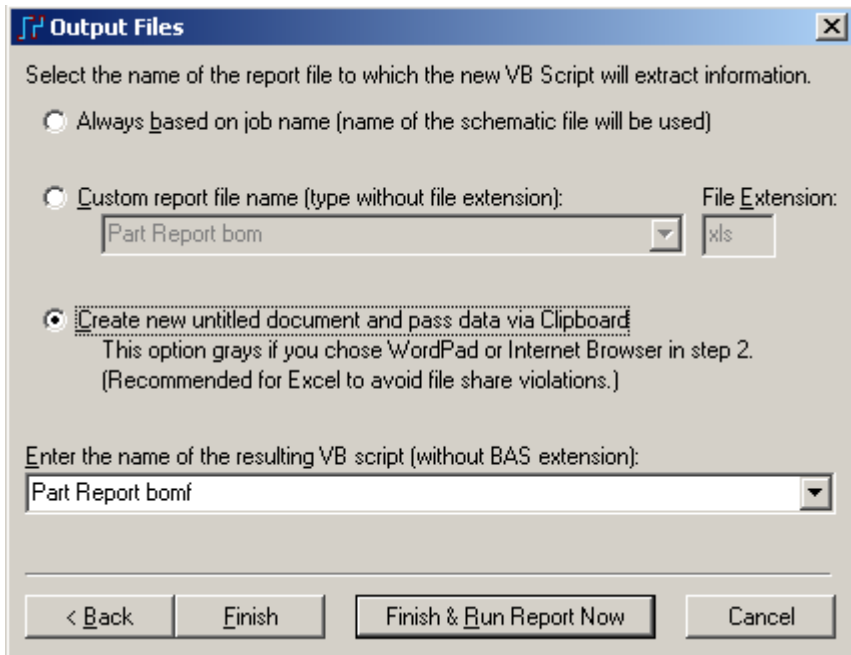 Output Files
Select the name of the report file to which the new VB Script will extract information.
Always based on job name (name of the schematic file will be used)
Custom report file name (type without file extension):
File Extension:
Part Report bom
xls
Create new untitled document and pass data via Clipboard
This option grays if you chose WordPad or Internet Browser in step 2.
(Recommended for Excel to avoid file share violations.)
Enter the name of the resulting VB script (without BAS extension):
Part Report bomf
< Back
Finish
Finish & Run Report Now
Cancel